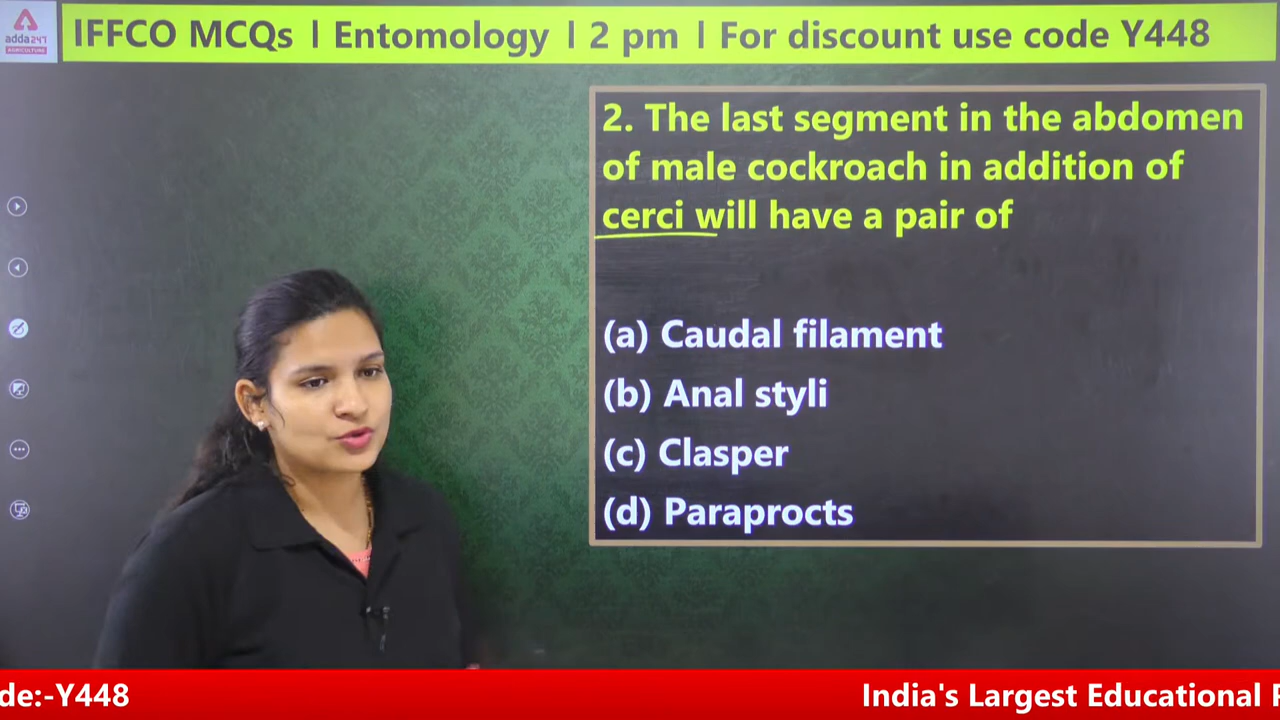 adda247
AGRICULTURE
IFFCO MCQs | Entomology | 2 pm | For discount use code Y448
2. The last segment in the abdomen
of male cockroach in addition of
cerci will have a pair of
(a) Caudal filament
(b) Anal styli
(c) Clasper
(d) Paraprocts
de:-Y448
India's Largest Educational